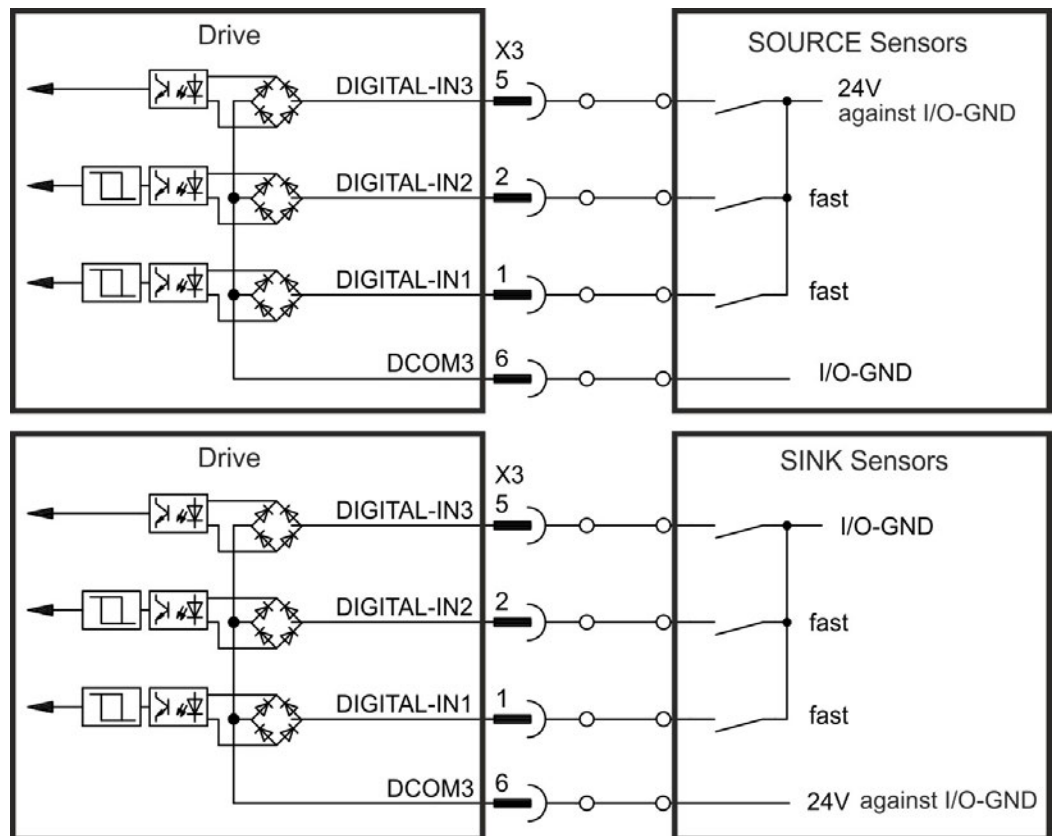 Drive
X3
SOURCE Sensors
DIGITAL-IN3
5
24V
against I/O-GND
DIGITAL-IN2
2
fast
DIGITAL-IN1
1
fast
DCOM3
6
I/O-GND
Drive
X3
SINK Sensors
DIGITAL-IN3
5
I/O-GND
DIGITAL-IN2
2
fast
DIGITAL-IN1
1
fast
DCOM3
6
24V against I/O-GND